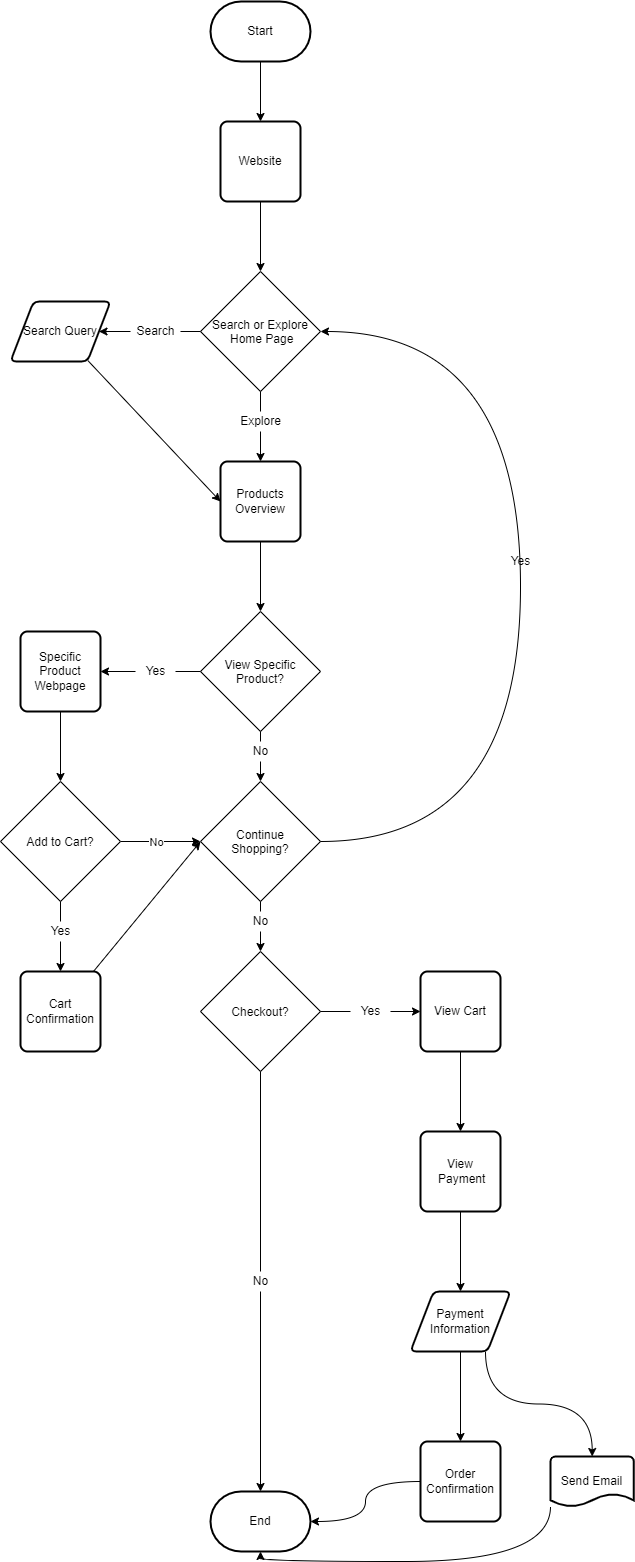 Start
Website
Search or Explore
Home Page
Search
Search Query
Explore
Products
Overview
Yes
View Specific
Product?
Yes
Specific
Product
Webpage
No
Add to Cart?
No
Continue
Shopping?
Yes
No
Cart
Confirmation
Checkout?
Yes
View Cart
View
Payment
No
Payment
Information
Order
Confirmation
Send Email
End